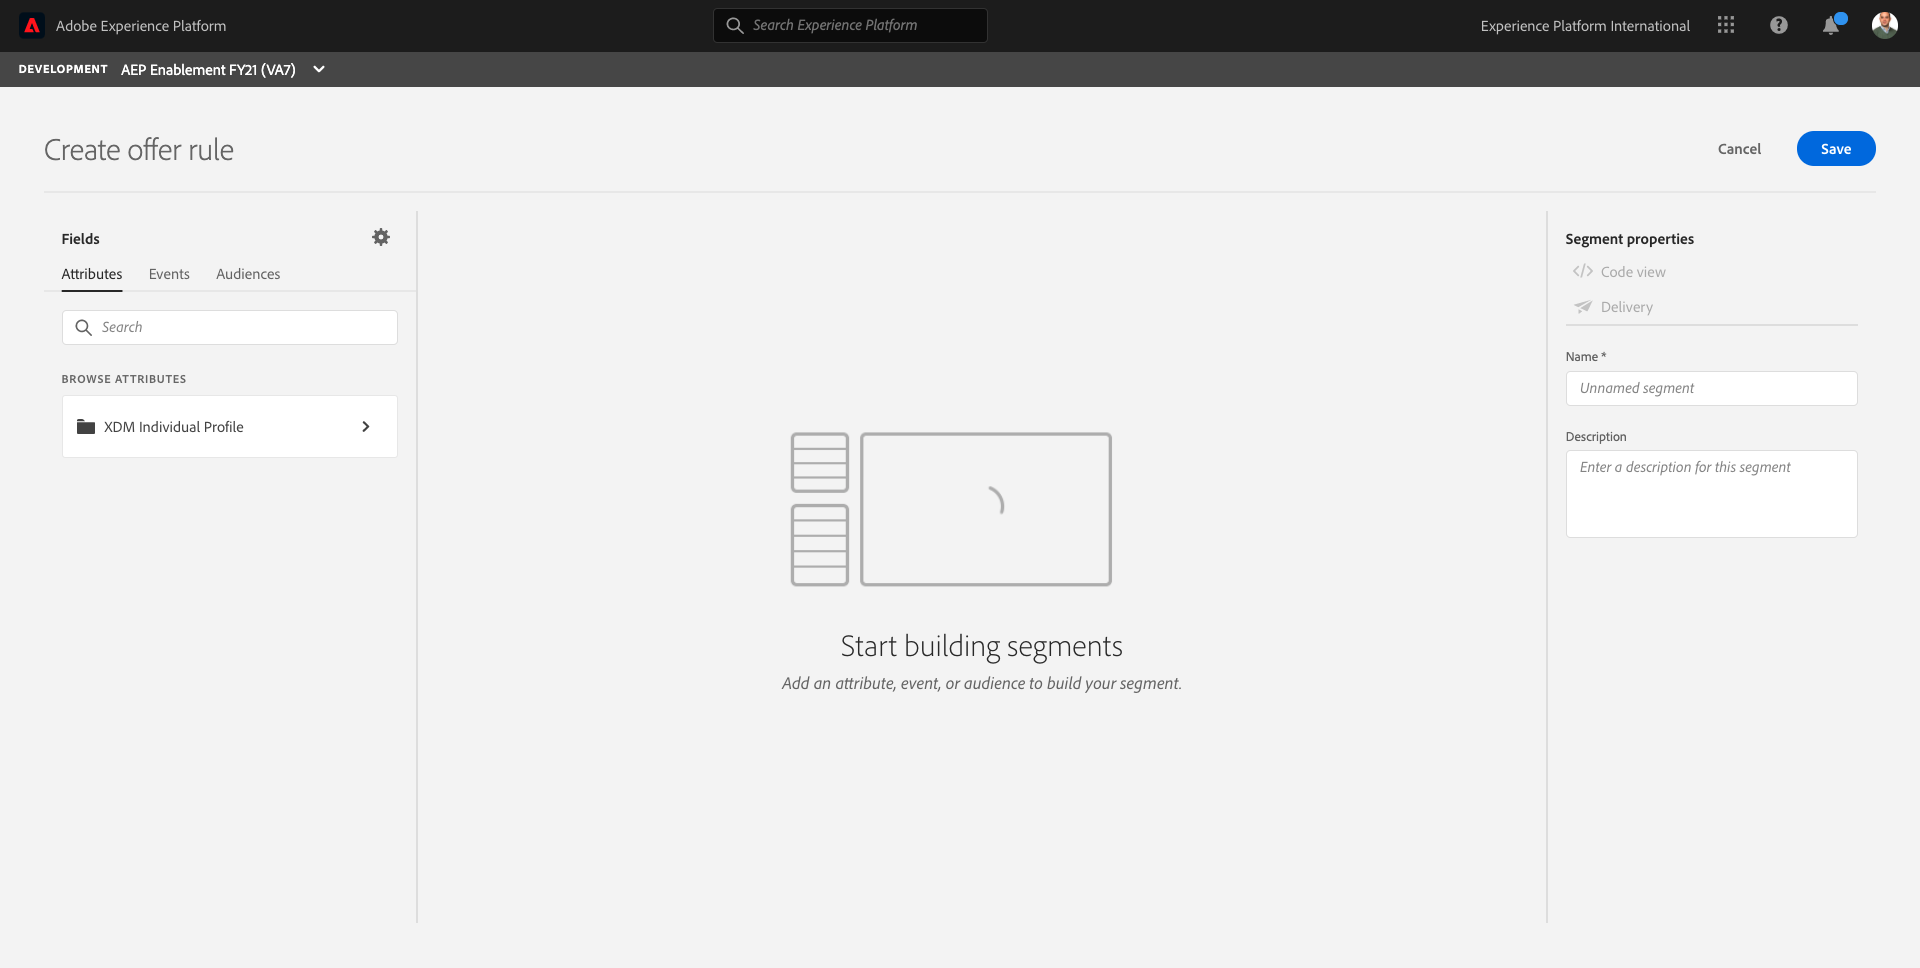 Adobe Experience Platform
Search Experience Platform
Experience Platform International
DEVELOPMENT AEP Enablement FY21 (VA7)
Create offer rule
Cancel
Save
Fields
Attributes Events Audiences
Search
BROWSE ATTRIBUTES
XDM Individual Profile
Start building segments
Add an attribute, event, or audience to build your segment.
Segment properties
Code view
Delivery
Name *
Unnamed segment
Description
Enter a description for this segment